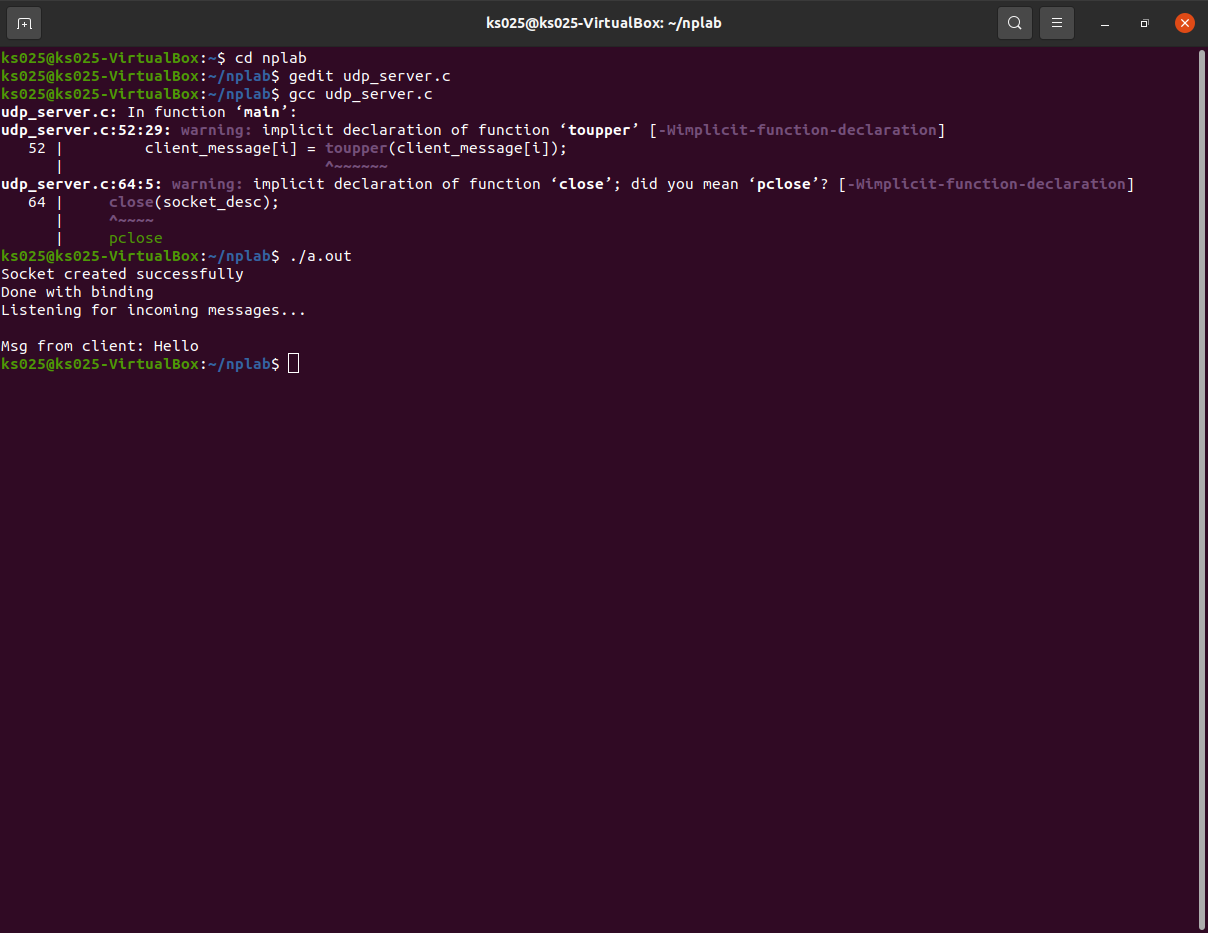 ks025@ks025-VirtualBox: ~/nplab
ks025@ks025-VirtualBox:~$ cd nplab
ks025@ks025-VirtualBox:~/nplab$ gedit udp_server.c
ks025@ks025-VirtualBox:~/nplab$ gcc udp_server.c
udp_server.c: In function ‘main’:
udp_server.c:52:29: warning: implicit declaration of function ‘toupper’ [-Wimplicit-function-declaration]
   52 |         client_message[i] = toupper(client_message[i]);
      |                             ^~~~~~~
udp_server.c:64:5: warning: implicit declaration of function ‘close’; did you mean ‘pclose’? [-Wimplicit-function-declaration]
   64 |     close(socket_desc);
      |     ^~~~~
      |     pclose
ks025@ks025-VirtualBox:~/nplab$ ./a.out
Socket created successfully
Done with binding
Listening for incoming messages...
Msg from client: Hello
ks025@ks025-VirtualBox:~/nplab$